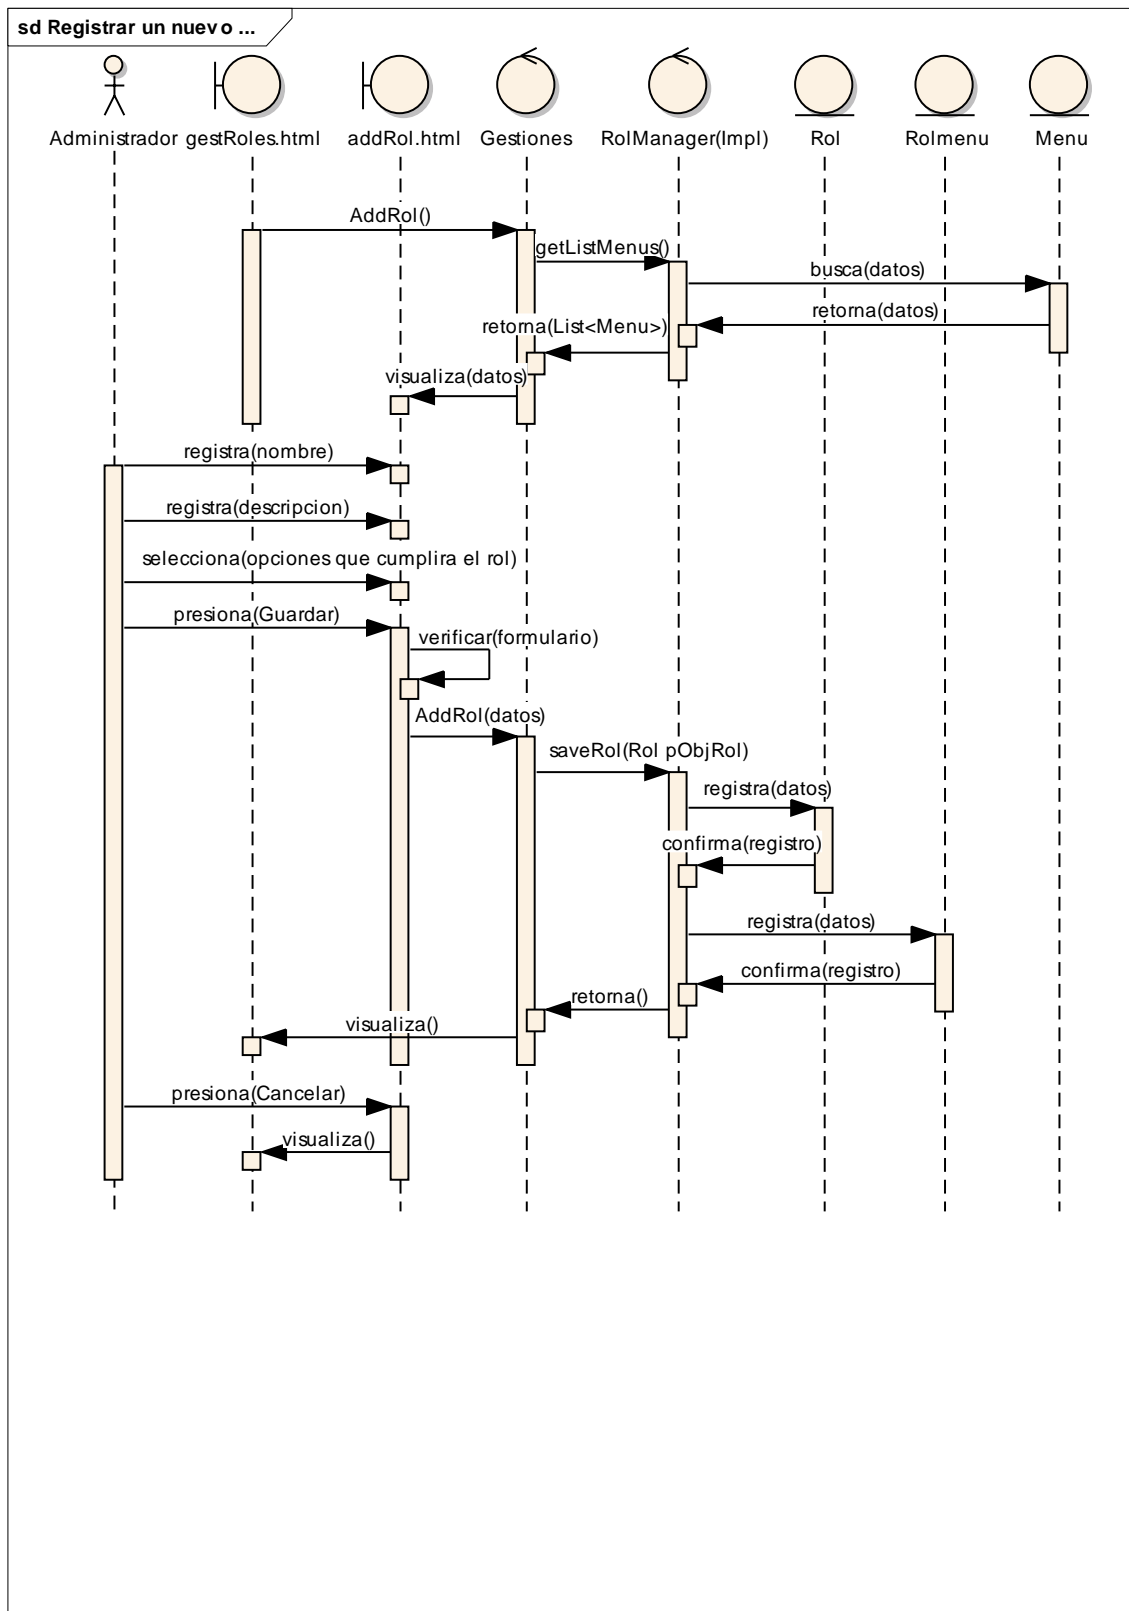 sd Registrar un nuevo ...
Administrador gestRoles.html addRol.html Gestiones RolManager(Impl) Rol Rolmenu Menu
AddRol()
getListMenus()
busca(datos)
retorna(datos)
retorna(List<Menu>)
visualiza(datos)
registra(nombre)
registra(descripcion)
selecciona(opciones que cumplira el rol)
presiona(Guardar)
verificar(formulario)
AddRol(datos)
saveRol(Rol pObjRol)
registra(datos)
confirma(registro)
registra(datos)
confirma(registro)
retorna()
visualiza()
presiona(Cancelar)
visualiza()